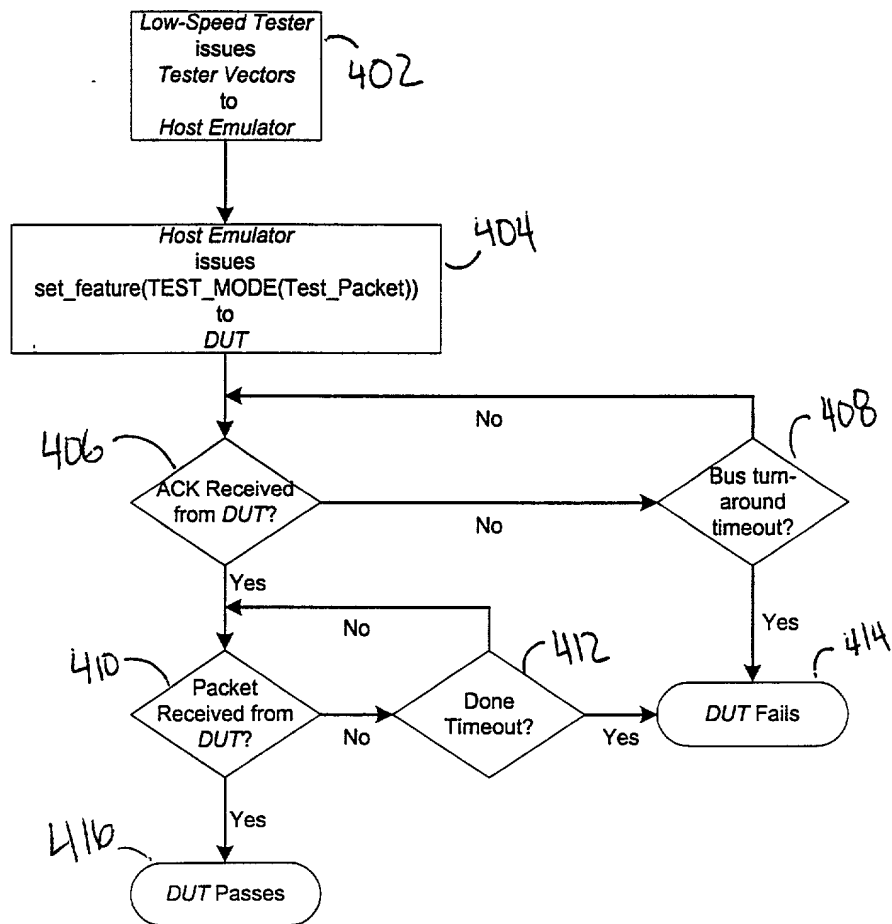 Low-Speed Tester
issues
Tester Vectors
to
Host Emulator
402
Host Emulator
issues
set_feature(TEST_MODE(Test_Packet))
to
DUT
404
No
406
ACK Received
from DUT?
No
Bus turn-
around
timeout?
408
Yes
No
Yes
410
Packet
Received from
DUT?
No
Done
Timeout?
412
Yes
DUT Fails
414
Yes
416
DUT Passes